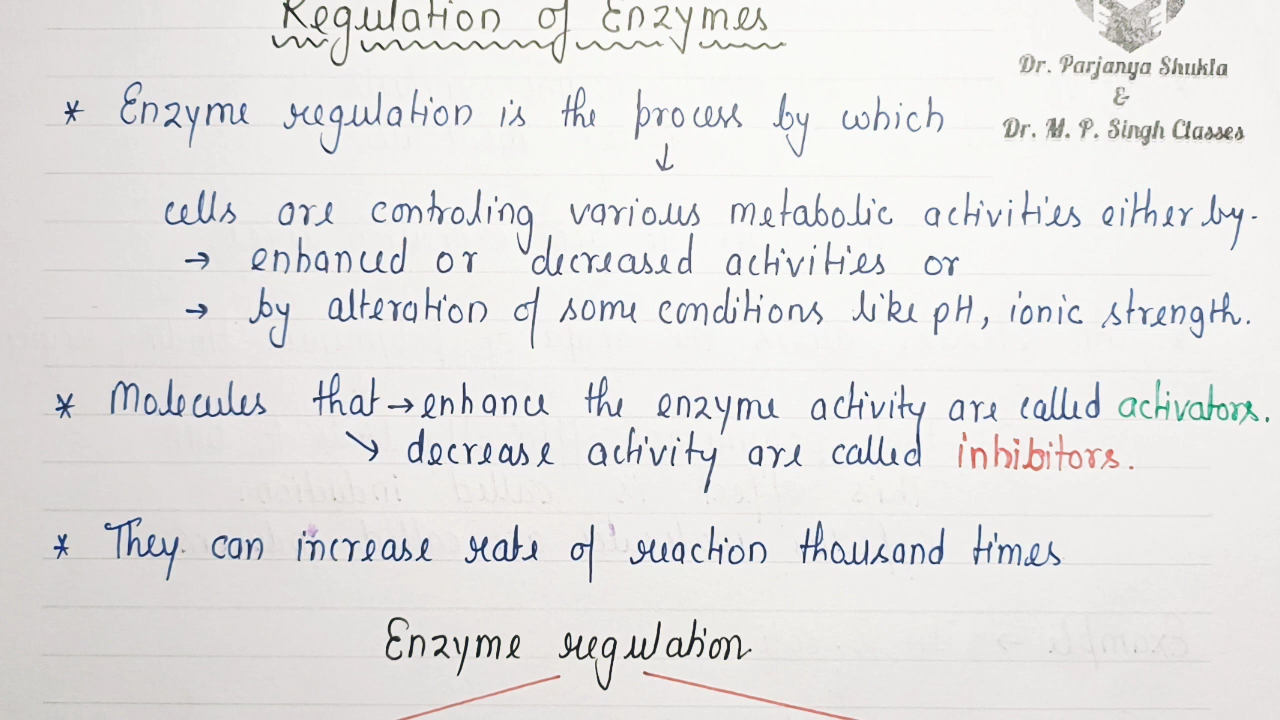 Regulation of Enzymes
Dr. Parjanya Shukla
&
Dr. M. P. Singh Classes
* Enzyme regulation is the process by which
↓
cells are controling various metabolic activities either by-
→ enhanced or decreased activities or
→ by alteration of some conditions like pH, ionic strength.
* Molecules that → enhance the enzyme activity are called activators.
↘ decrease activity are called inhibitors.
* They can increase rate of reaction thousand times
Enzyme regulation